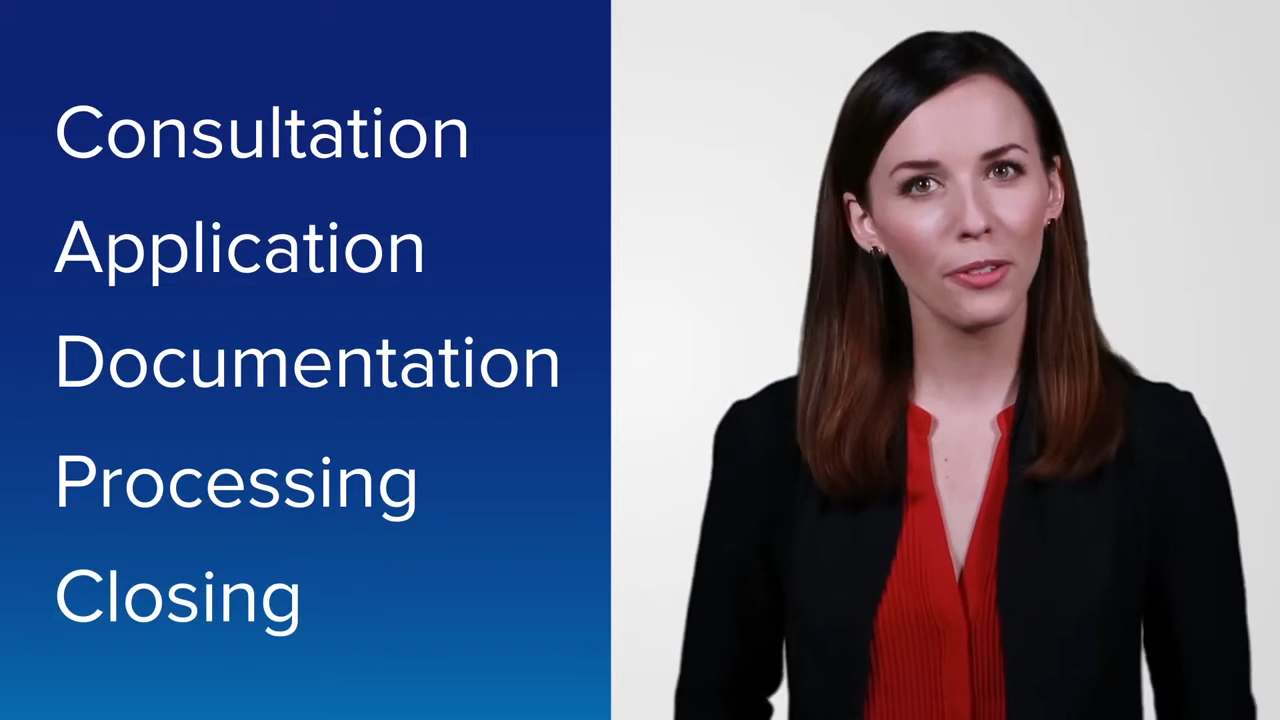 Consultation
Application
Documentation
Processing
Closing